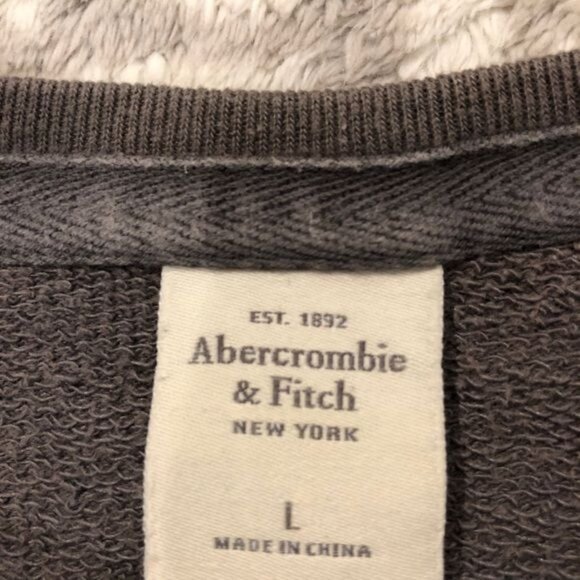 EST. 1892
Abercrombie
& Fitch
NEW YORK
L
MADE IN CHINA